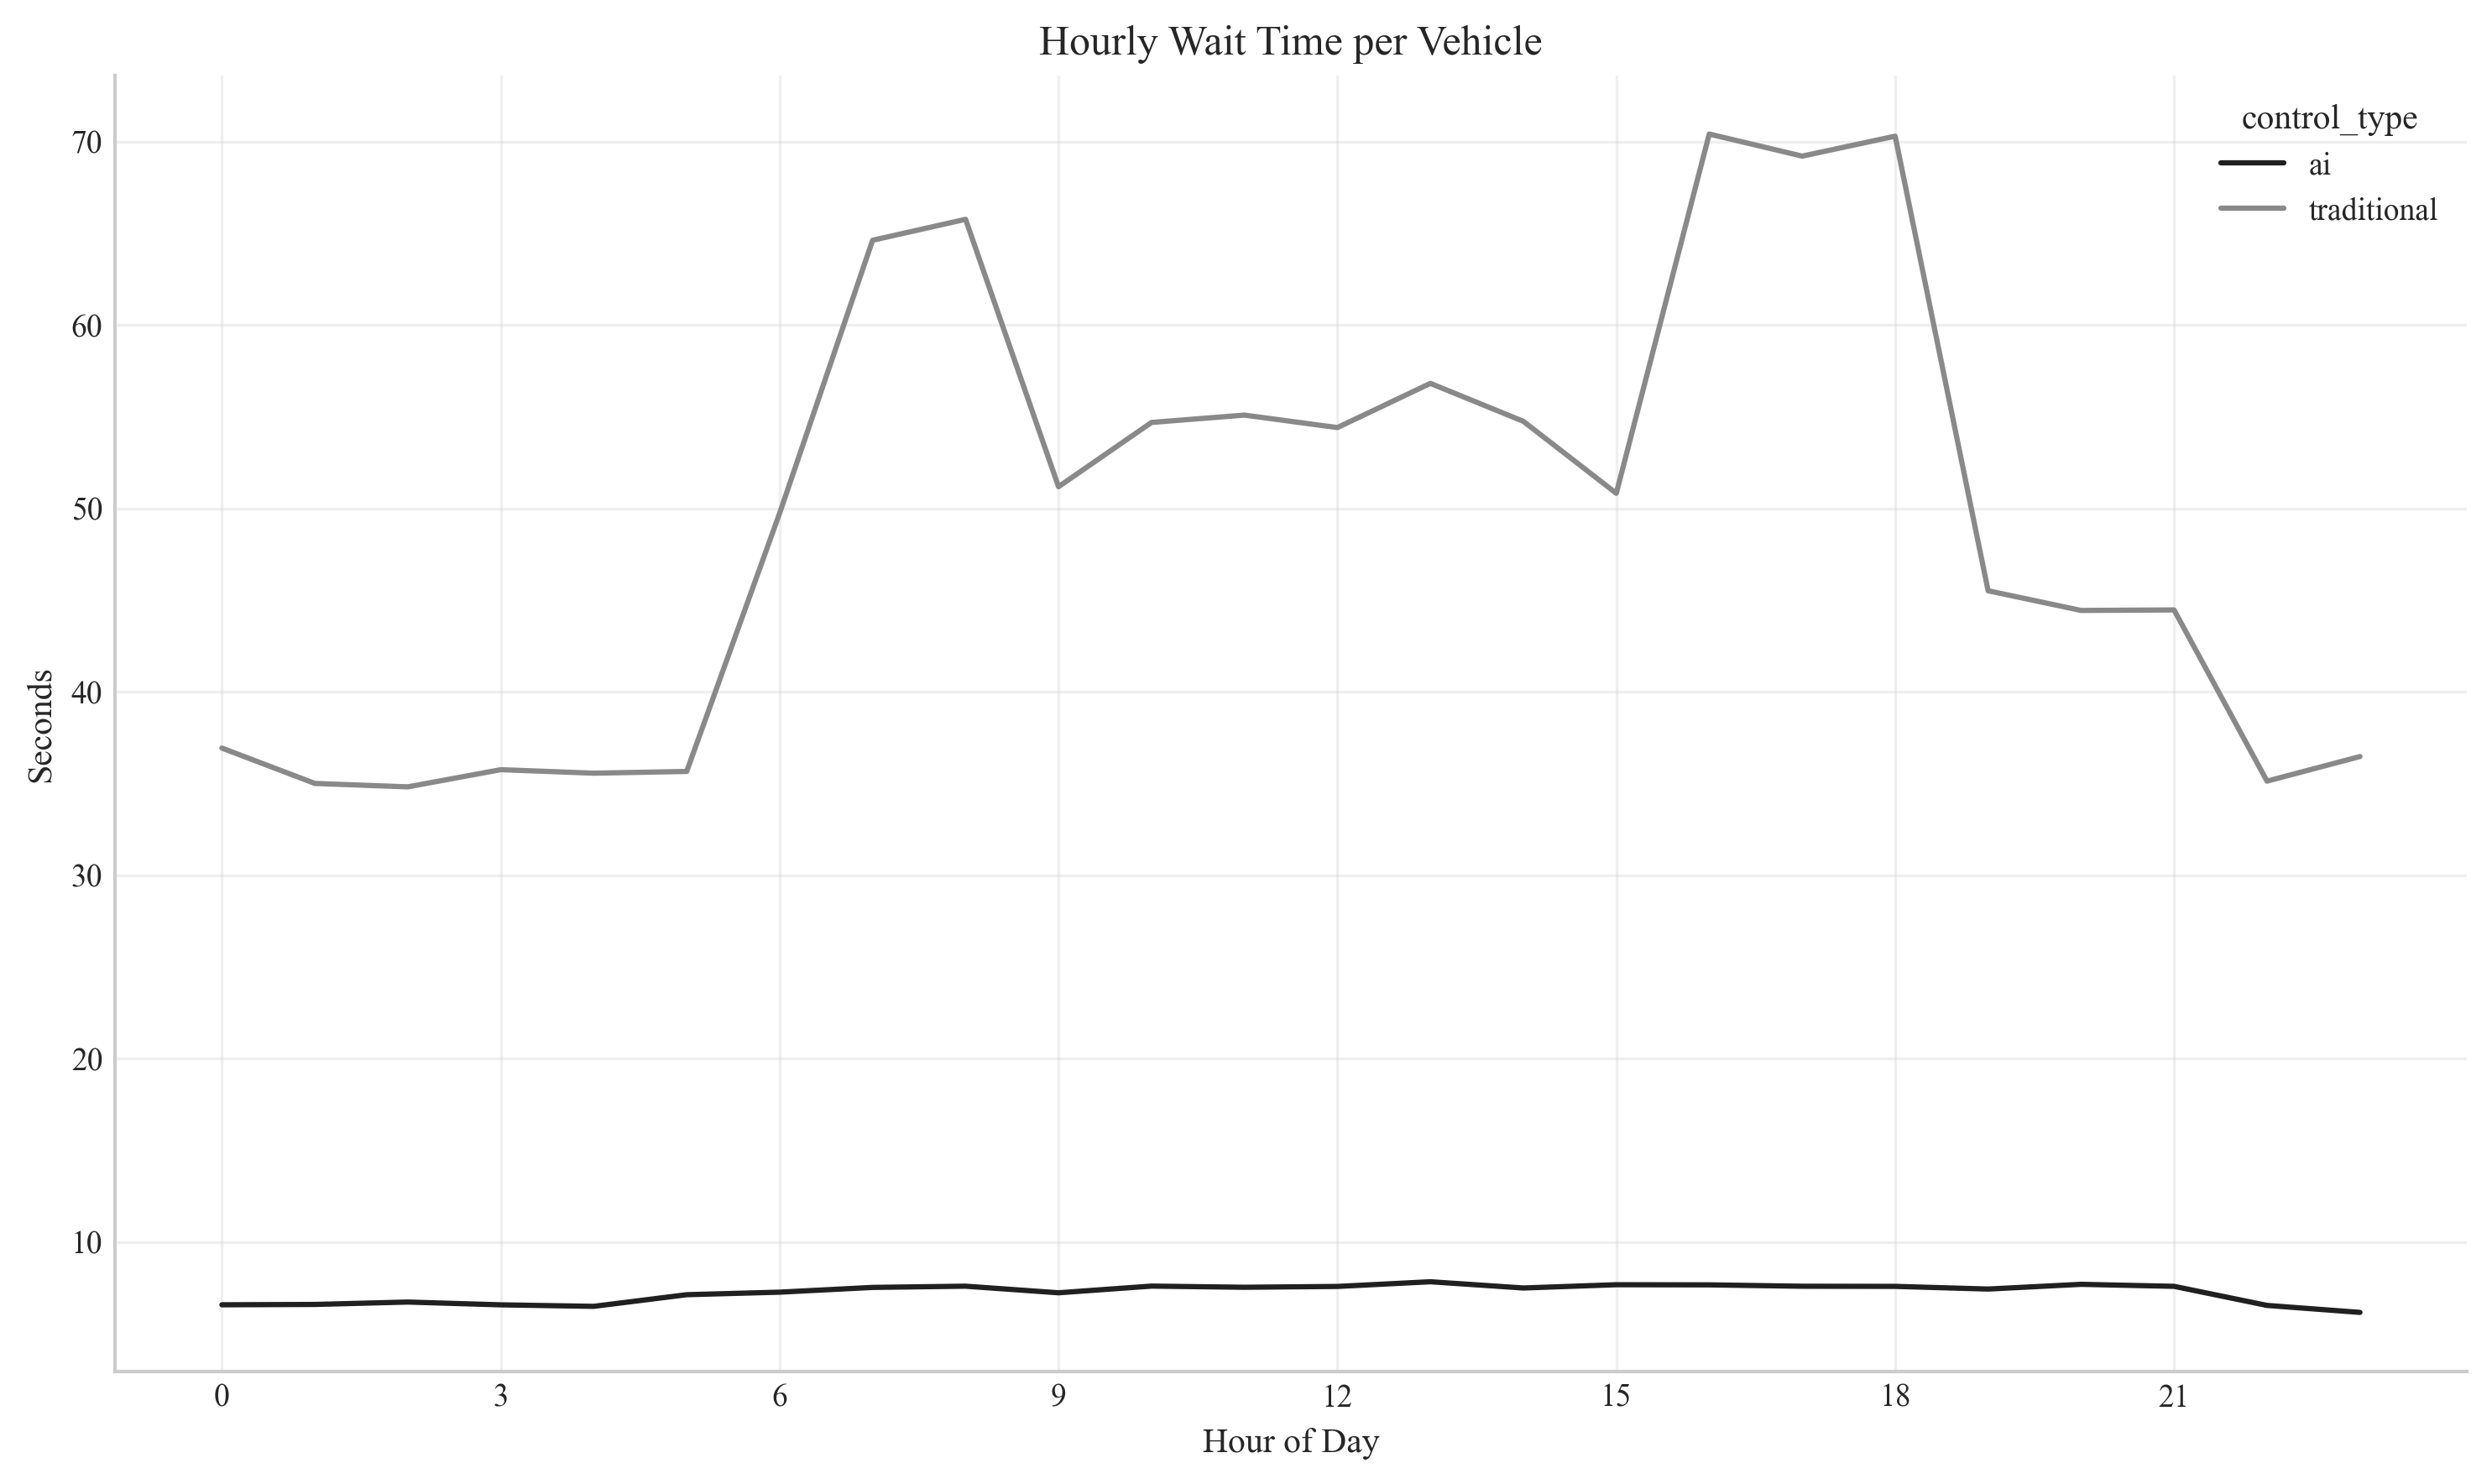 Hourly Wait Time per Vehicle
control_type
ai
traditional
Seconds
70
60
50
40
30
20
10
0 3 6 9 12 15 18 21
Hour of Day